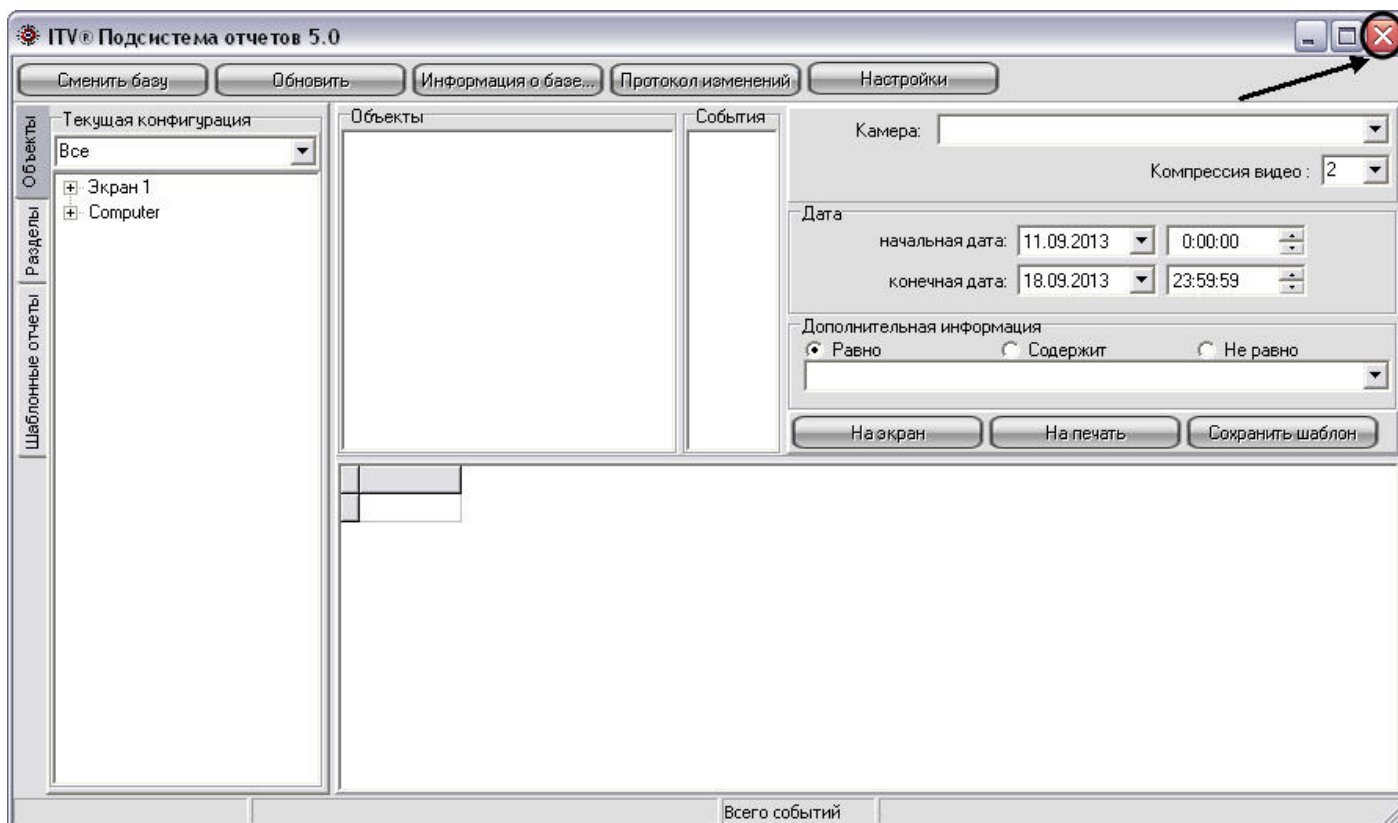 ITV® Подсистема отчетов 5.0
Сменить базу
Обновить
Информация о базе...
Протокол изменений
Настройки
Объекты
Разделы
Шаблонные отчеты
Текущая конфигурация
Все
Экран 1
Computer
Объекты
События
Камера:
Компрессия видео : 2
Дата
начальная дата: 11.09.2013 0:00:00
конечная дата: 18.09.2013 23:59:59
Дополнительная информация
Равно Содержит Не равно
На экран
На печать
Сохранить шаблон
Всего событий